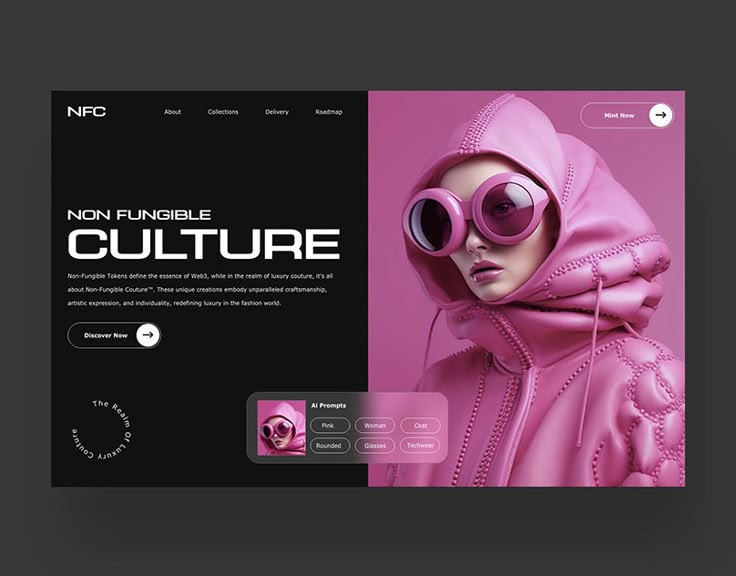 NFC
About
Collections
Delivery
Roadmap
Mint Now
NON FUNGIBLE
CULTURE
Non-Fungible Tokens define the essence of Web3, while in the realm of luxury couture, it's all
about Non-Fungible Couture™. These unique creations embody unparalleled craftsmanship,
artistic expression, and individuality, redefining luxury in the fashion world.
Discover Now
The Realm Of Luxury Couture
Ai Prompts
Pink
Woman
Coat
Rounded
Glasses
Techwear